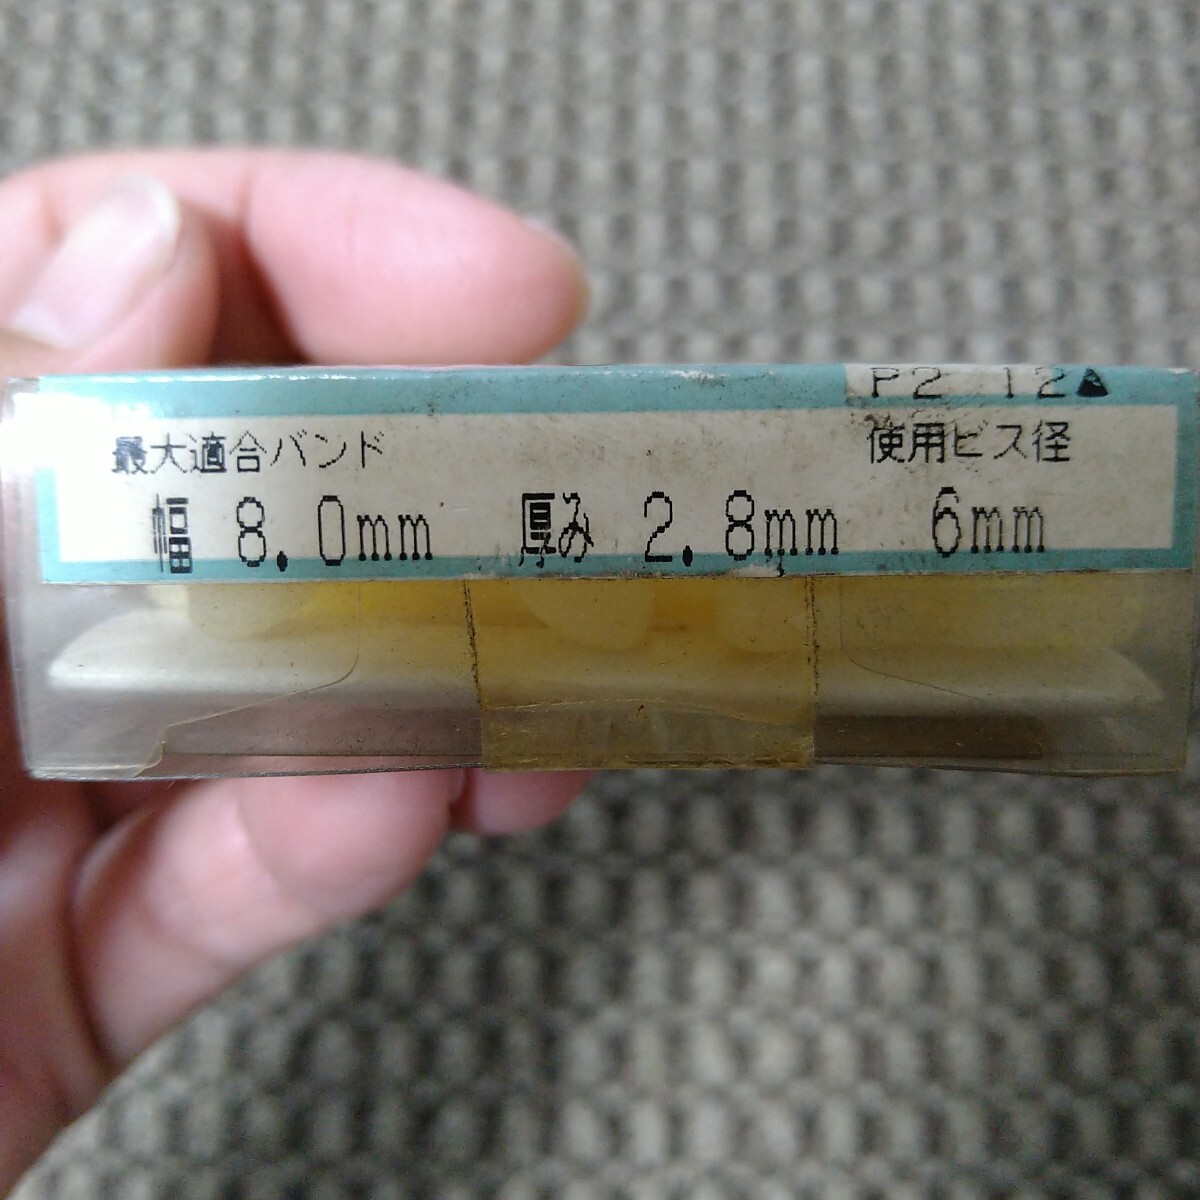 P2 12▲
最大適合バンド 使用ビス径
幅 8.0mm 厚み 2.8mm 6mm